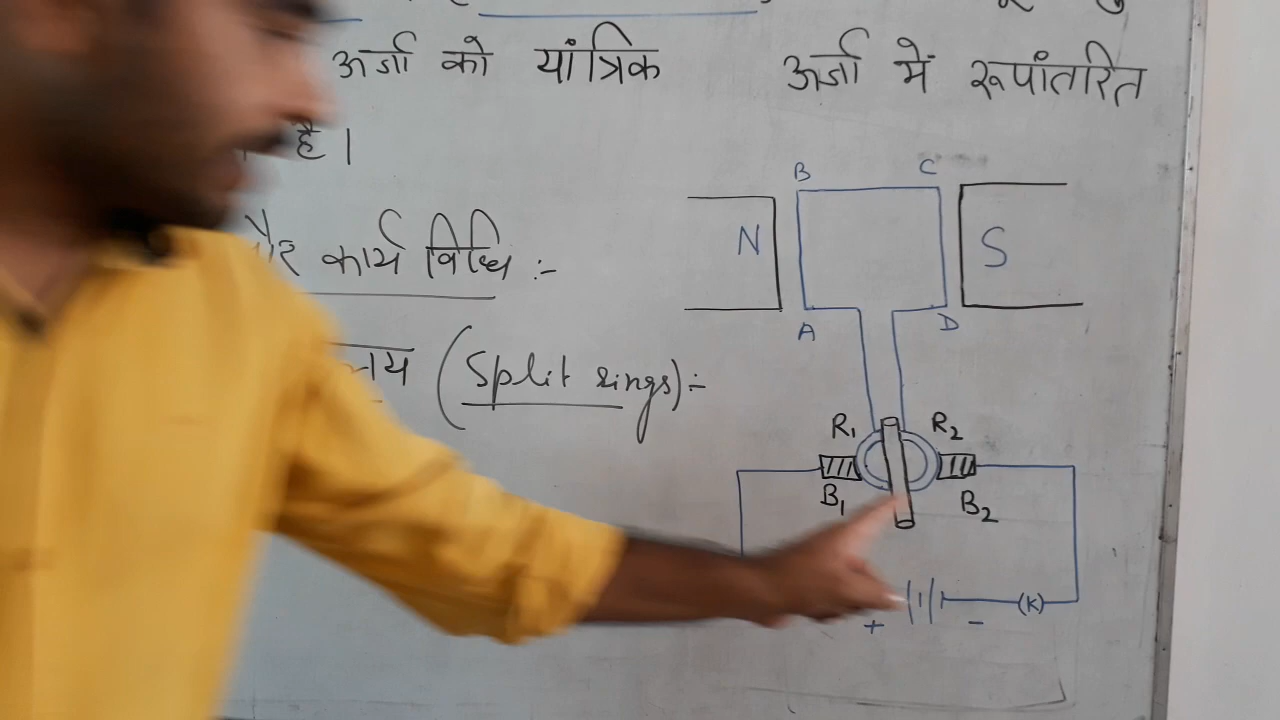 ऊर्जा को यांत्रिक ऊर्जा में रूपांतरित
है।
B C
N S
कार्य विधि :-
A D
(Split rings):-
R₁ R₂
B₁ B₂
(K)
+ -